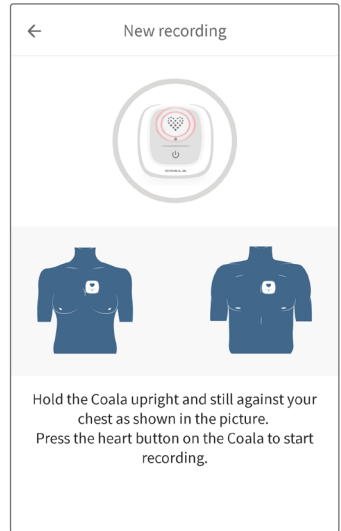 New recording
COALA
Hold the Coala upright and still against your
chest as shown in the picture.
Press the heart button on the Coala to start
recording.